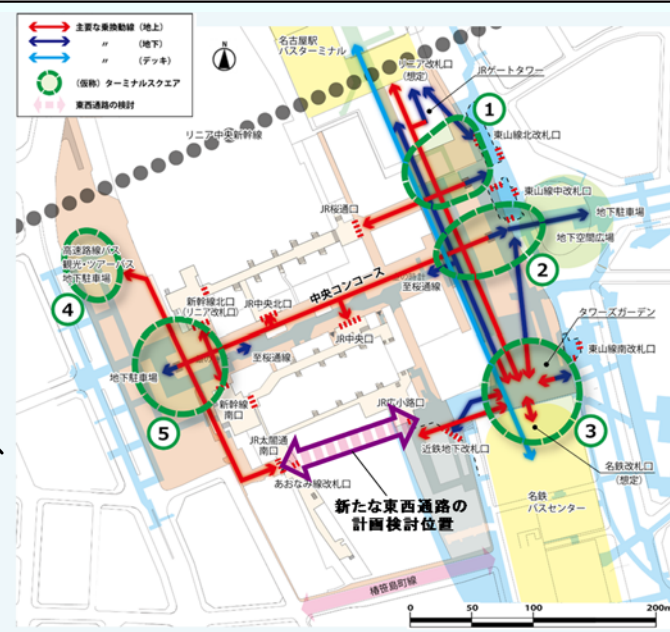 主要な乗換動線（地上）
〃 （地下）
〃 （デッキ）
（仮称）ターミナルスクエア
東西通路の検討
N
名古屋駅
バスターミナル
リニア改札口
（想定）
JRゲートタワー
①
リニア中央新幹線
東山線北改札口
東山線中改札口
JR桜通口
地下駐車場
地下空間広場
②
高速路線バス
観光・ツアーバス
地下駐車場
④
中央コンコース
至桜通線
新幹線北口
（リニア改札口）
JR中央北口
JR中央口
タワーズガーデン
東山線南改札口
至桜通線
地下駐車場
⑤
新幹線
南口
JR広小路口
③
JR太閤通
南口
近鉄地下改札口
名鉄改札口
（想定）
あおなみ線改札口
新たな東西通路の
計画検討位置
名鉄
バスセンター
椿笹島町線
0 50 100 200m